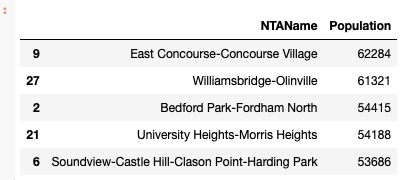 NTAName Population
9 East Concourse-Concourse Village 62284
27 Williamsbridge-Olinville 61321
2 Bedford Park-Fordham North 54415
21 University Heights-Morris Heights 54188
6 Soundview-Castle Hill-Clason Point-Harding Park 53686